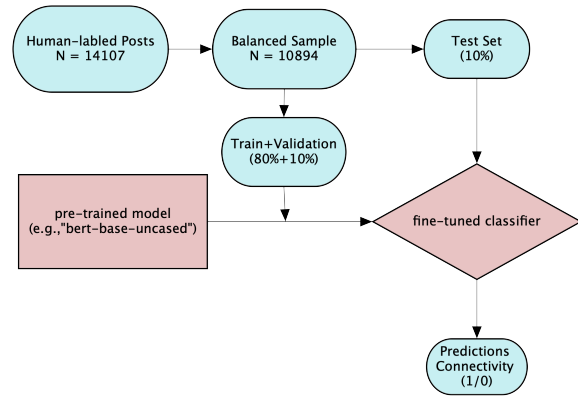 Human-labled Posts
N = 14107
Balanced Sample
N = 10894
Test Set
(10%)
Train+Validation
(80%+10%)
pre-trained model
(e.g.,"bert-base-uncased")
fine-tuned classifier
Predictions
Connectivity
(1/0)